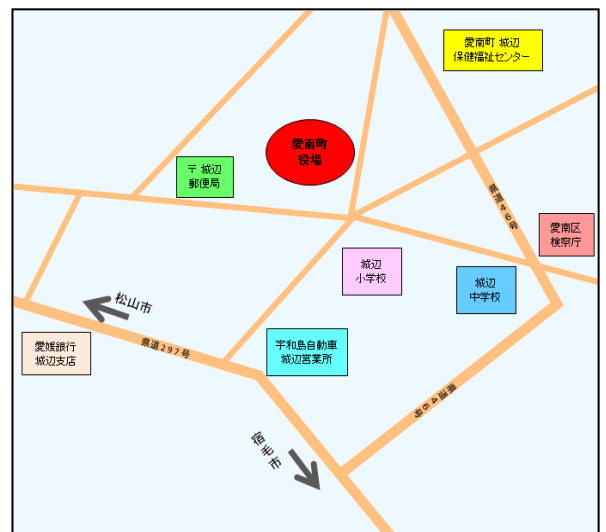 愛南町 城辺
保健福祉センター
愛南町
役場
〒 城辺
郵便局
県道46号
愛南区
検察庁
城辺
小学校
城辺
中学校
松山市
県道297号
愛媛銀行
城辺支店
宇和島自動車
城辺営業所
県道46号
宿毛市